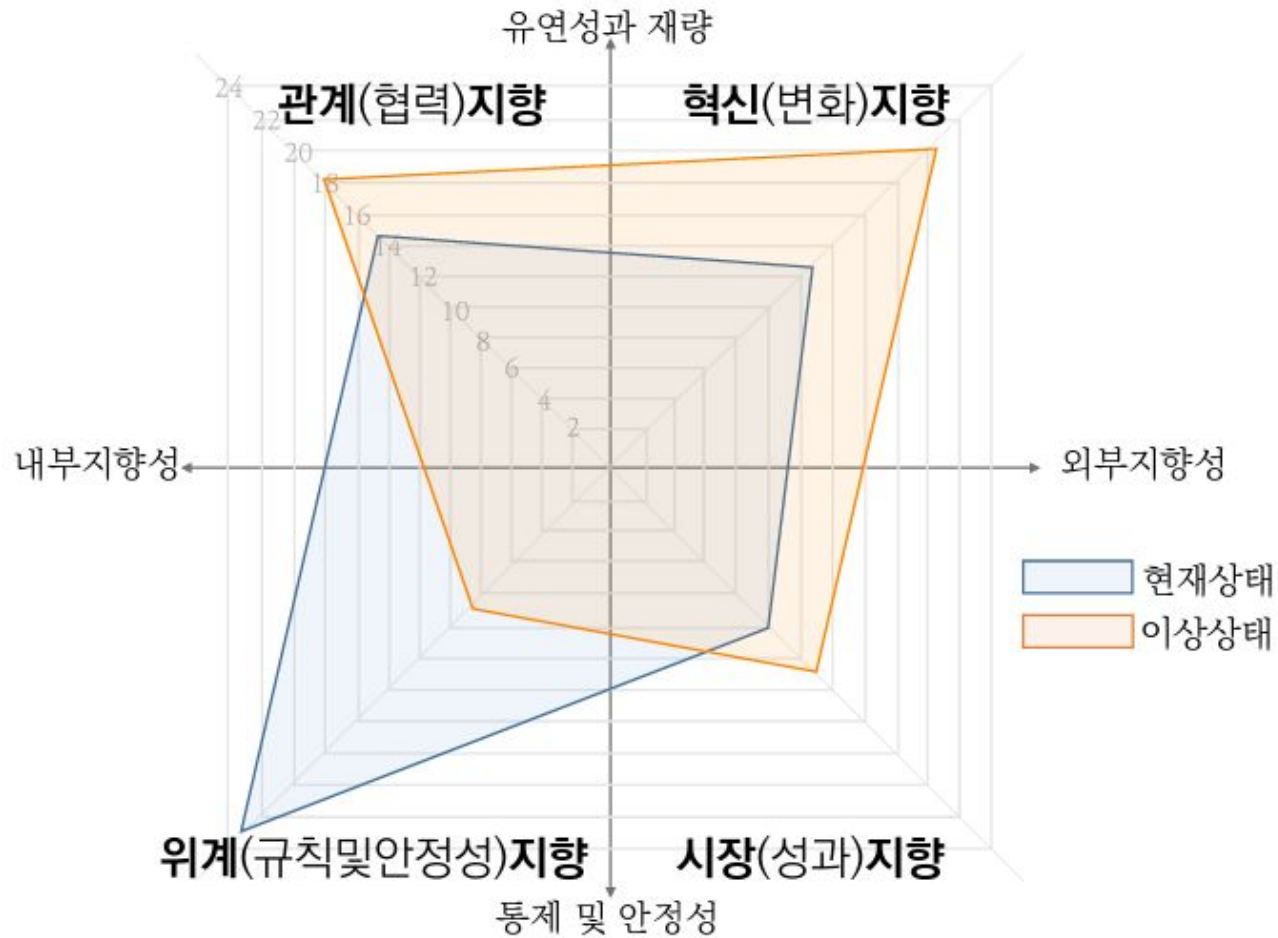 유연성과 재량
24
관계(협력)지향
혁신(변화)지향
22
20
18
16
14
12
10
8
6
4
2
내부지향성
외부지향성
현재상태
이상상태
위계(규칙및안정성)지향
시장(성과)지향
통제 및 안정성